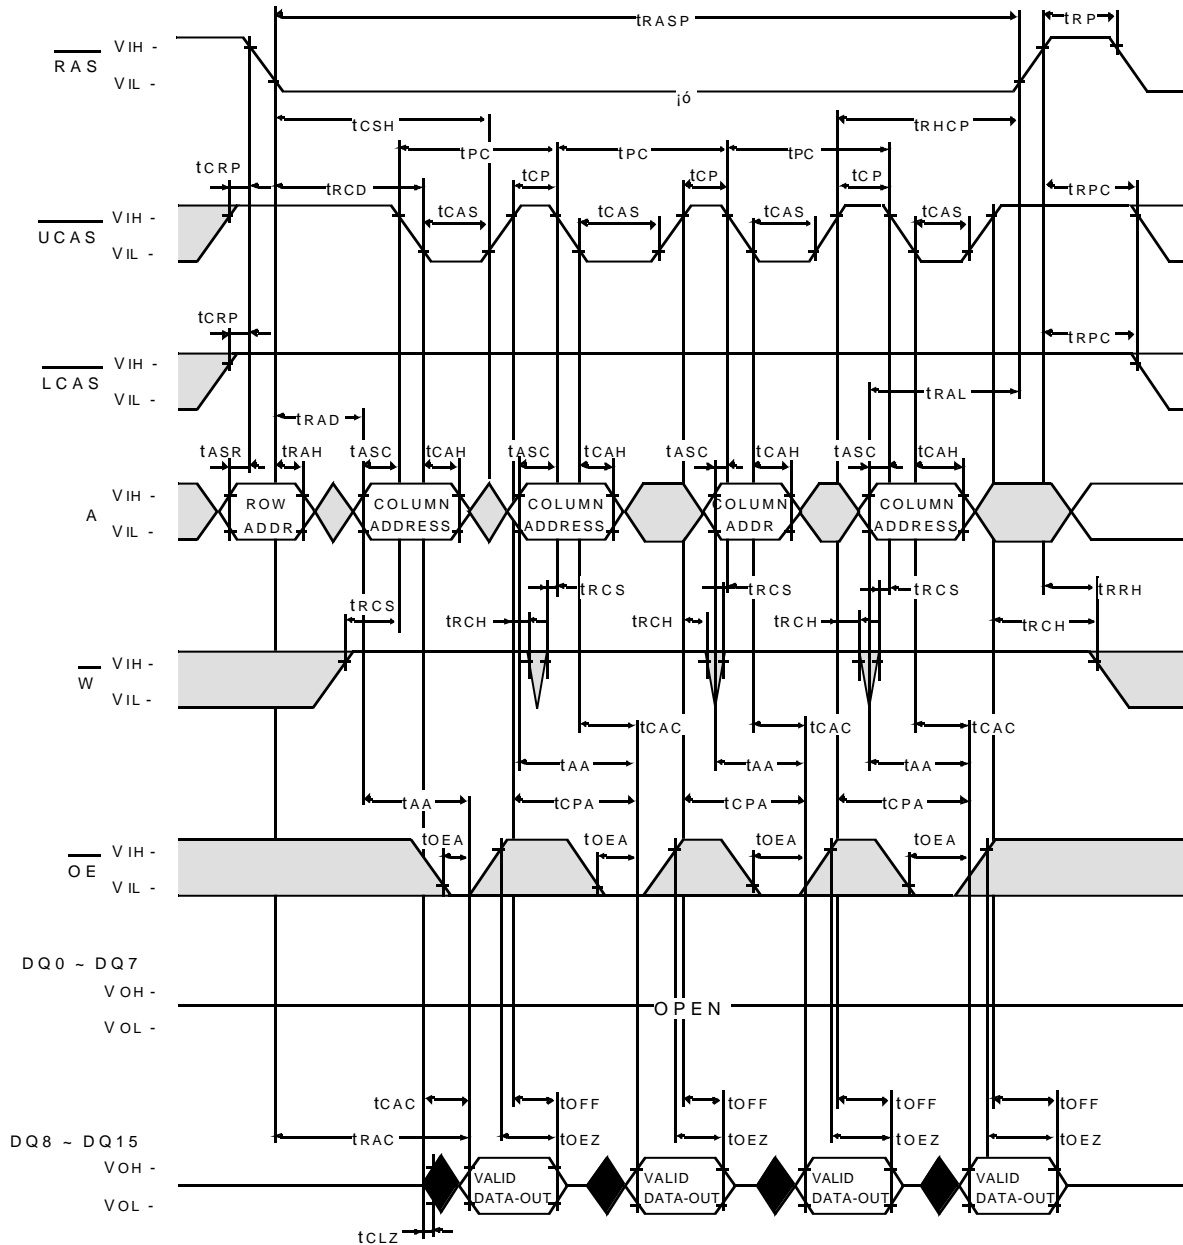 tRASP tRP
RAS VIH -
VIL -
¡ó
tCSH tRHCP
tPC tPC tPC
tCRP tRCD tCP tCP tCP tRPC
UCAS VIH - tCAS tCAS tCAS tCAS
VIL -
tCRP tRPC
LCAS VIH -
VIL - tRAL
tRAD
tASR tRAH tASC tCAH tASC tCAH tASC tCAH tASC tCAH
A VIH - ROW COLUMN COLUMN COLUMN COLUMN
VIL - ADDR ADDRESS ADDRESS ADDR ADDRESS
tRCS tRCS tRCS tRRH
tRCS tRCH tRCH tRCH tRCH
W VIH -
VIL -
tCAC tCAC tCAC
tAA tAA tAA
tAA tCPA tCPA tCPA
tOEA tOEA tOEA tOEA
OE VIH -
VIL -
DQ0 ~ DQ7
VOH -
OPEN
VOL -
tCAC tOFF tOFF tOFF tOFF
DQ8 ~ DQ15 tRAC tOEZ tOEZ tOEZ tOEZ
VOH - VALID VALID VALID VALID
VOL - DATA-OUT DATA-OUT DATA-OUT DATA-OUT
tCLZ